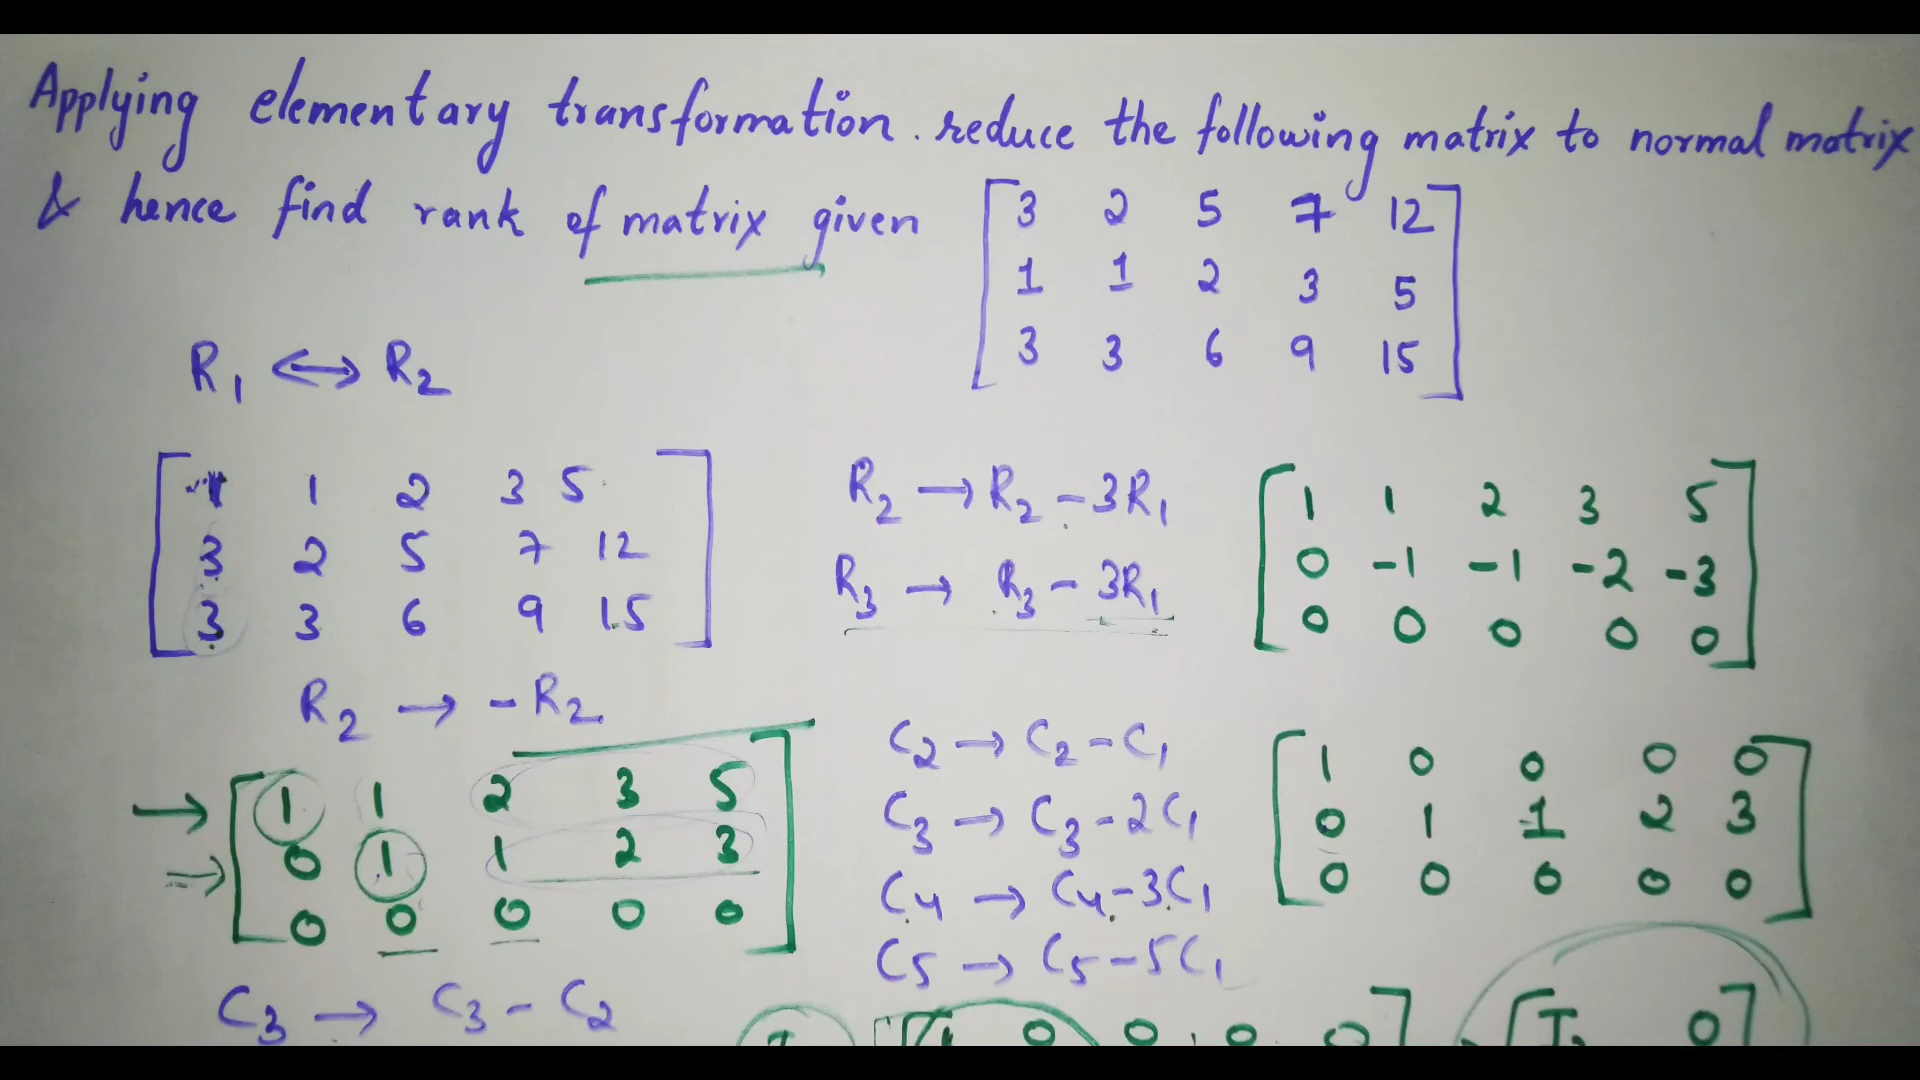 Applying elementary transformation. reduce the following matrix to normal matrix
& hence find rank of matrix given
3 2 5 7 12
1 1 2 3 5
3 3 6 9 15
R1 ↔ R2
1 1 2 3 5
3 2 5 7 12
3 3 6 9 15
R2 → R2 - 3R1
R3 → R3 - 3R1
1 1 2 3 5
0 -1 -1 -2 -3
0 0 0 0 0
R2 → -R2
→ 1 1 2 3 5
⇒ 0 1 1 2 3
0 0 0 0 0
C2 → C2 - C1
C3 → C3 - 2C1
C4 → C4 - 3C1
C5 → C5 - 5C1
1 0 0 0 0
0 1 1 2 3
0 0 0 0 0
C3 → C3 - C2
0 0 0 0
0